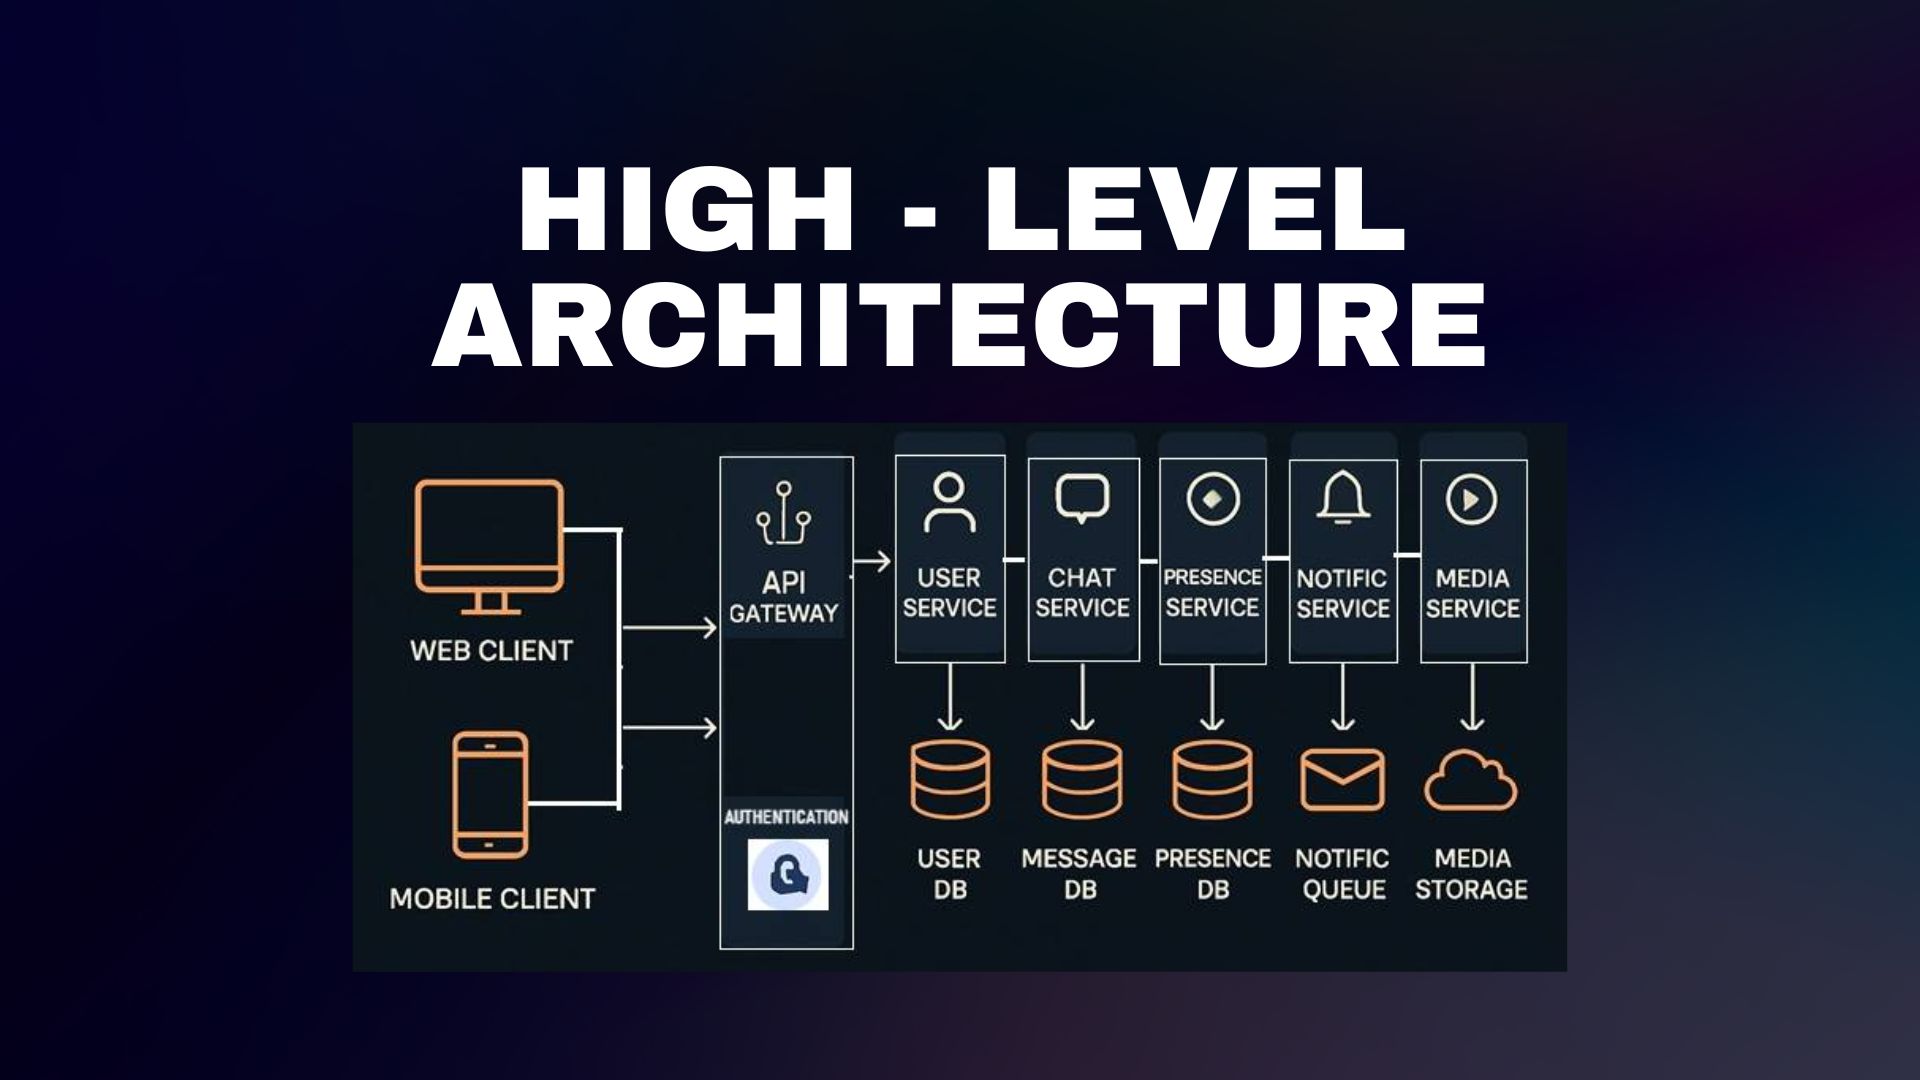 HIGH - LEVEL
ARCHITECTURE
WEB CLIENT
MOBILE CLIENT
API
GATEWAY
AUTHENTICATION
USER
SERVICE
CHAT
SERVICE
PRESENCE
SERVICE
NOTIFIC
SERVICE
MEDIA
SERVICE
USER
DB
MESSAGE
DB
PRESENCE
DB
NOTIFIC
QUEUE
MEDIA
STORAGE